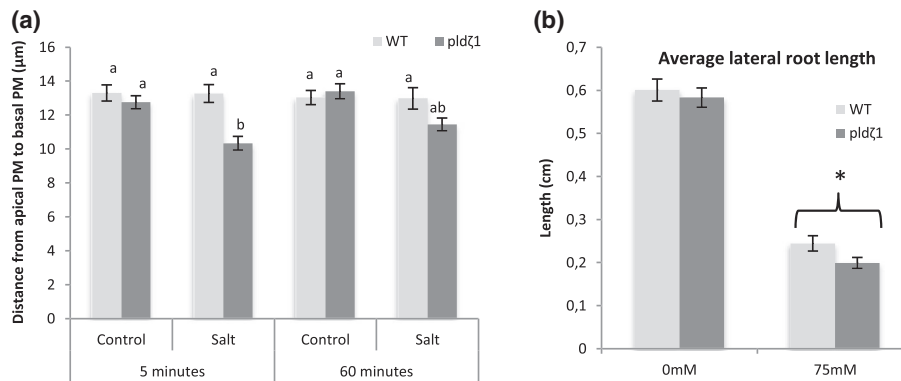 (a)
WT pldζ1
Distance from apical PM to basal PM (µm)
16
14
12
10
8
6
4
2
0
a
a
a
b
a
a
a
ab
Control Salt Control Salt
5 minutes 60 minutes
(b)
Average lateral root length
WT
pldζ1
Length (cm)
0,7
0,6
0,5
0,4
0,3
0,2
0,1
0
*
0mM 75mM